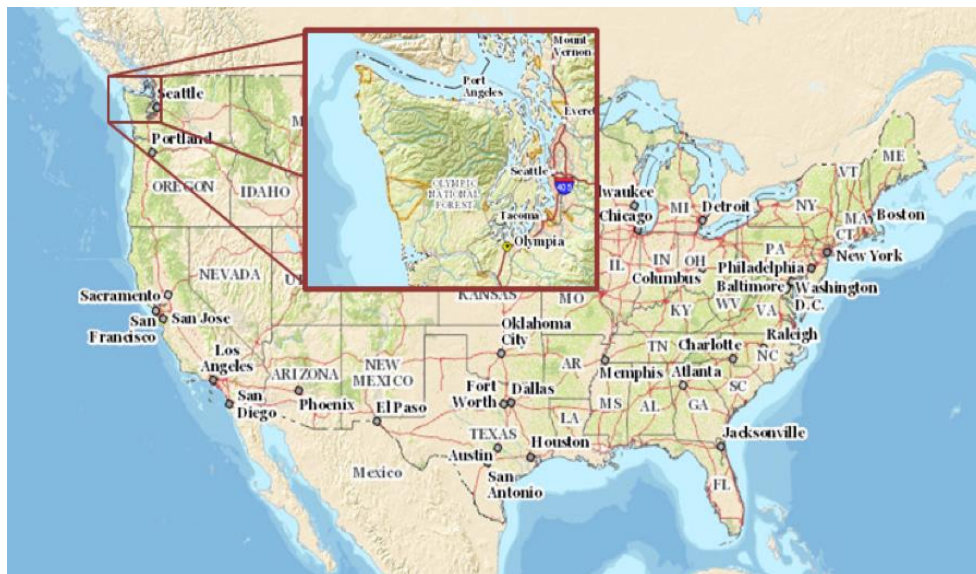 Mount
Vernon
Port
Angeles
Everet
Seattle
Seattle
405
OLYMPIC
NATIONAL
FOREST
Tacoma
Olympia
Portland
OREGON
IDAHO
M
ME
VT
NY
MA
Boston
CT
New York
lwaukee
MI
Detroit
Chicago
PA
IL
IN
OH
Philadelphia
Columbus
Baltimore
Washington
D.C.
WV
VA
NEVADA
U
KANSAS
MO
KY
Sacramento
San
Francisco
San Jose
Oklahoma
City
Raleigh
TN
Charlotte
NC
Los
Angeles
ARIZONA
NEW
MEXICO
AR
Memphis
Atlanta
SC
San
Diego
Phoenix
El Paso
Fort
Worth
Dallas
MS
AL
GA
LA
TEXAS
Houston
Jacksonville
Austin
Mexico
San
Antonio
FL